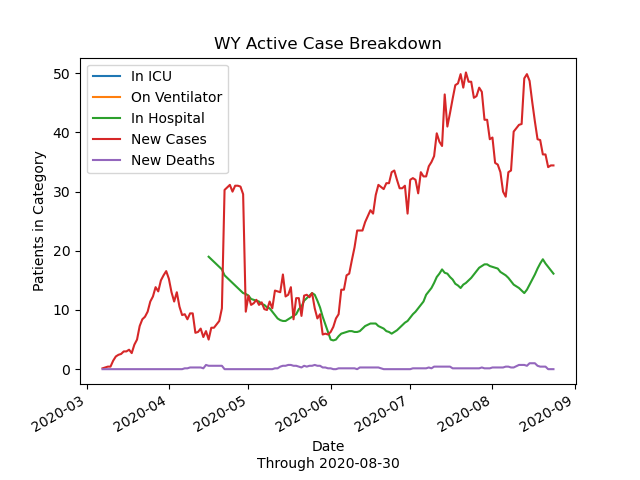 WY Active Case Breakdown
In ICU
On Ventilator
In Hospital
New Cases
New Deaths
Patients in Category
50
40
30
20
10
0
2020-03
2020-04
2020-05
2020-06
2020-07
2020-08
2020-09
Date
Through 2020-08-30